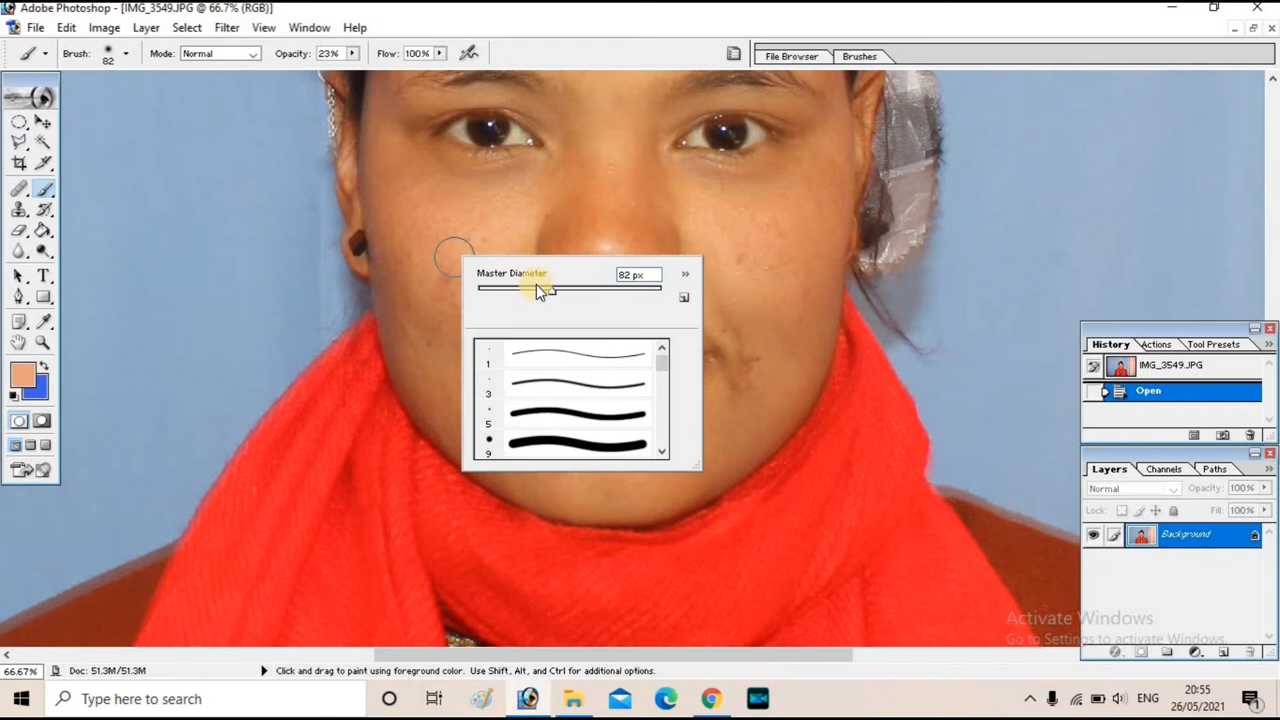 Adobe Photoshop - [IMG_3549.JPG @ 66.7% (RGB)]
File Edit Image Layer Select Filter View Window Help
Brush: 82 Mode: Normal Opacity: 23% Flow: 100% File Browser Brushes
Master Diameter 82 px
1
3
5
9
History Actions Tool Presets
IMG_3549.JPG
Open
Layers Channels Paths
Normal Opacity: 100%
Lock: Fill: 100%
Background
Activate Windows
Go to Settings to activate Windows.
66.67% Doc: 51.3M/51.3M Click and drag to paint using foreground color. Use Shift, Alt, and Ctrl for additional options.
Type here to search
ENG
20:55
26/05/2021
1